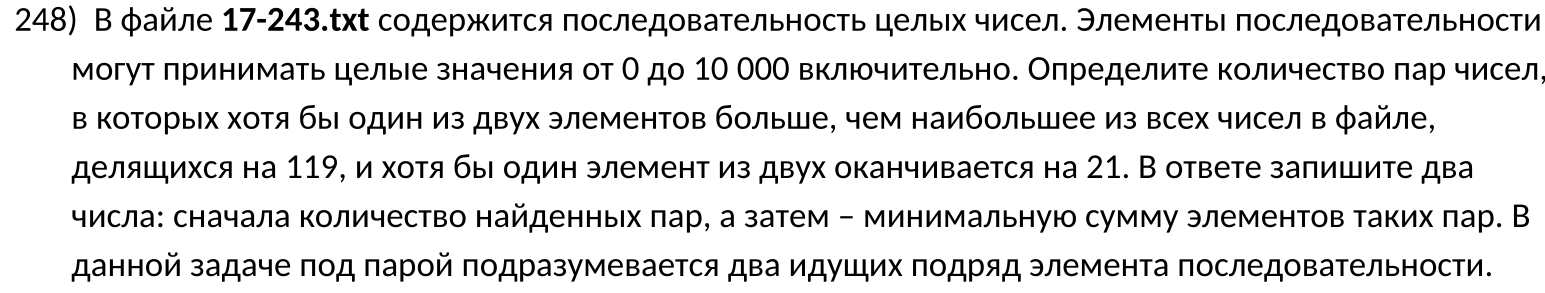 248) В файле 17-243.txt содержится последовательность целых чисел. Элементы последовательности
могут принимать целые значения от 0 до 10 000 включительно. Определите количество пар чисел,
в которых хотя бы один из двух элементов больше, чем наибольшее из всех чисел в файле,
делящихся на 119, и хотя бы один элемент из двух оканчивается на 21. В ответе запишите два
числа: сначала количество найденных пар, а затем – минимальную сумму элементов таких пар. В
данной задаче под парой подразумевается два идущих подряд элемента последовательности.